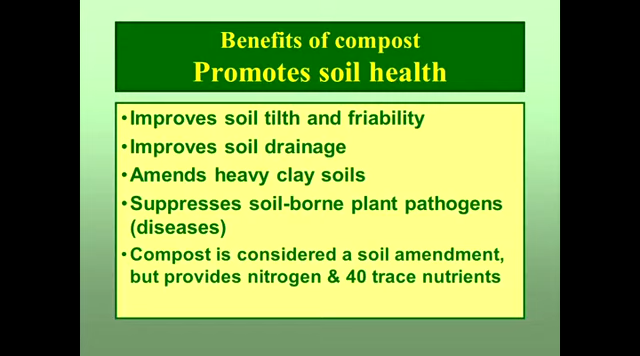 Benefits of compost
Promotes soil health
•Improves soil tilth and friability
•Improves soil drainage
•Amends heavy clay soils
•Suppresses soil-borne plant pathogens
(diseases)
•Compost is considered a soil amendment,
but provides nitrogen & 40 trace nutrients